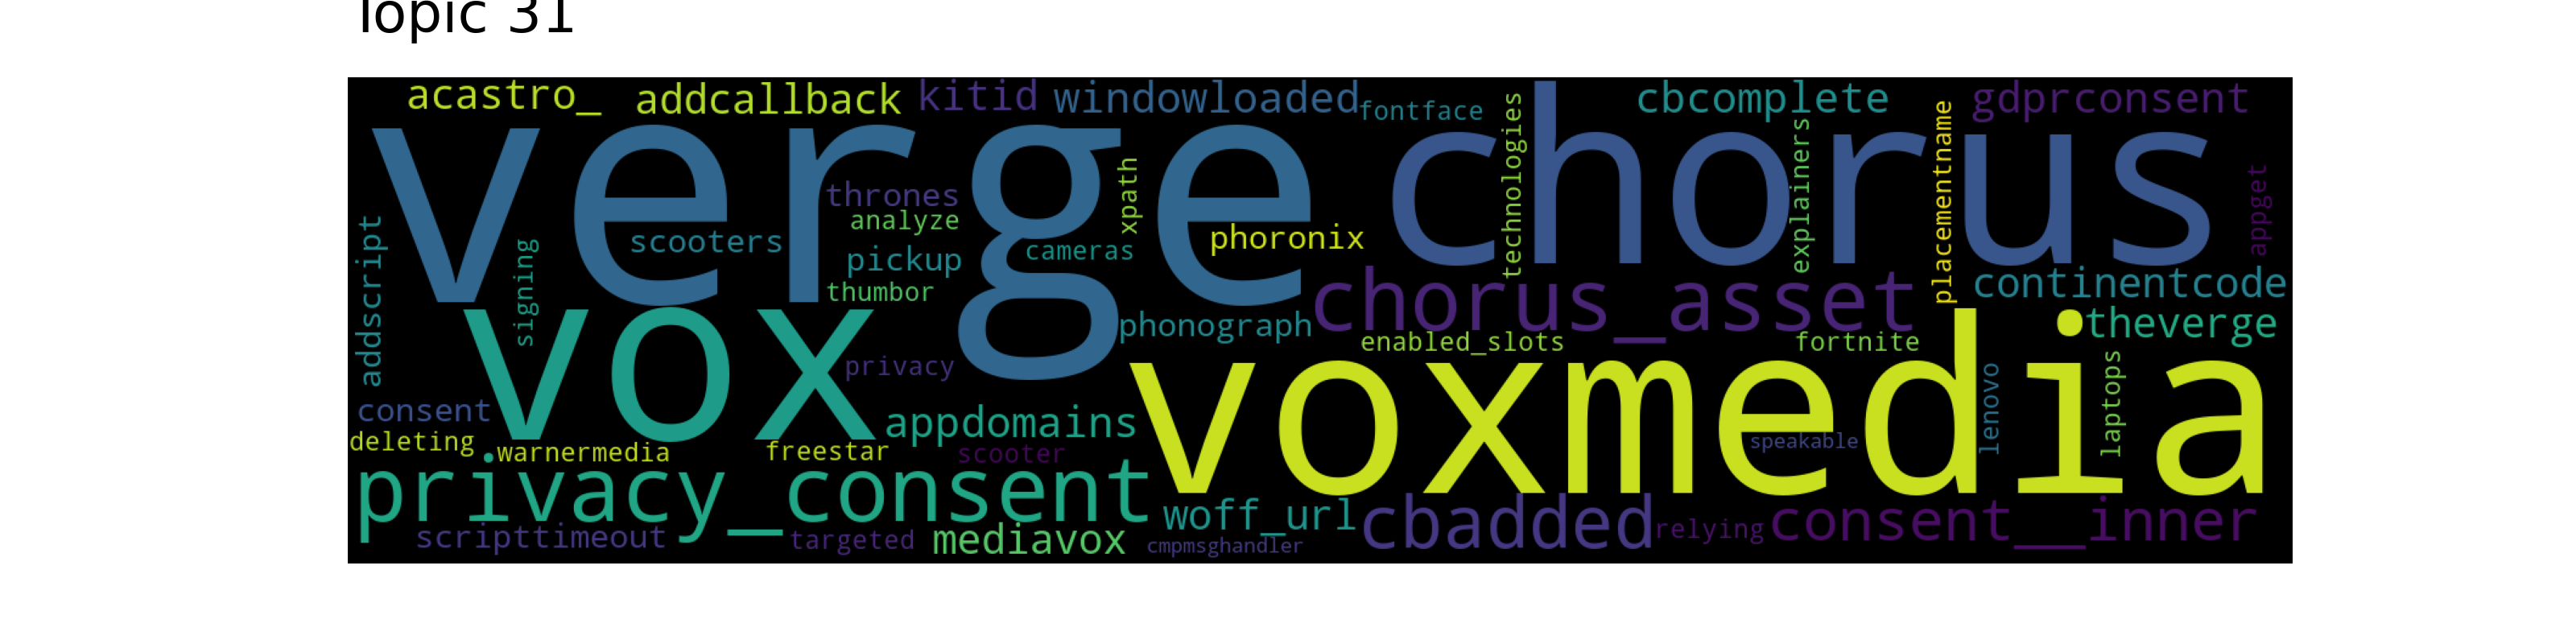 Topic 31
acastro_ addcallback kitid windowloaded fontface cbcomplete gdprconsent
verge chorus
technologies explainers placementname appget
xpath
thrones
analyze
scooters
pickup
cameras
phoronix
thumbor
addscript
signing
chorus_asset
continentcode
phonograph
theverge
enabled_slots
fortnite
vox
privacy
voxmedia
lenovo
laptops
speakable
consent
appdomains
deleting
warnermedia
freestar
scooter
privacy_consent
woff_url
cbadded
relying
consent__inner
scripttimeout
targeted
mediavox
cmpmsghandler